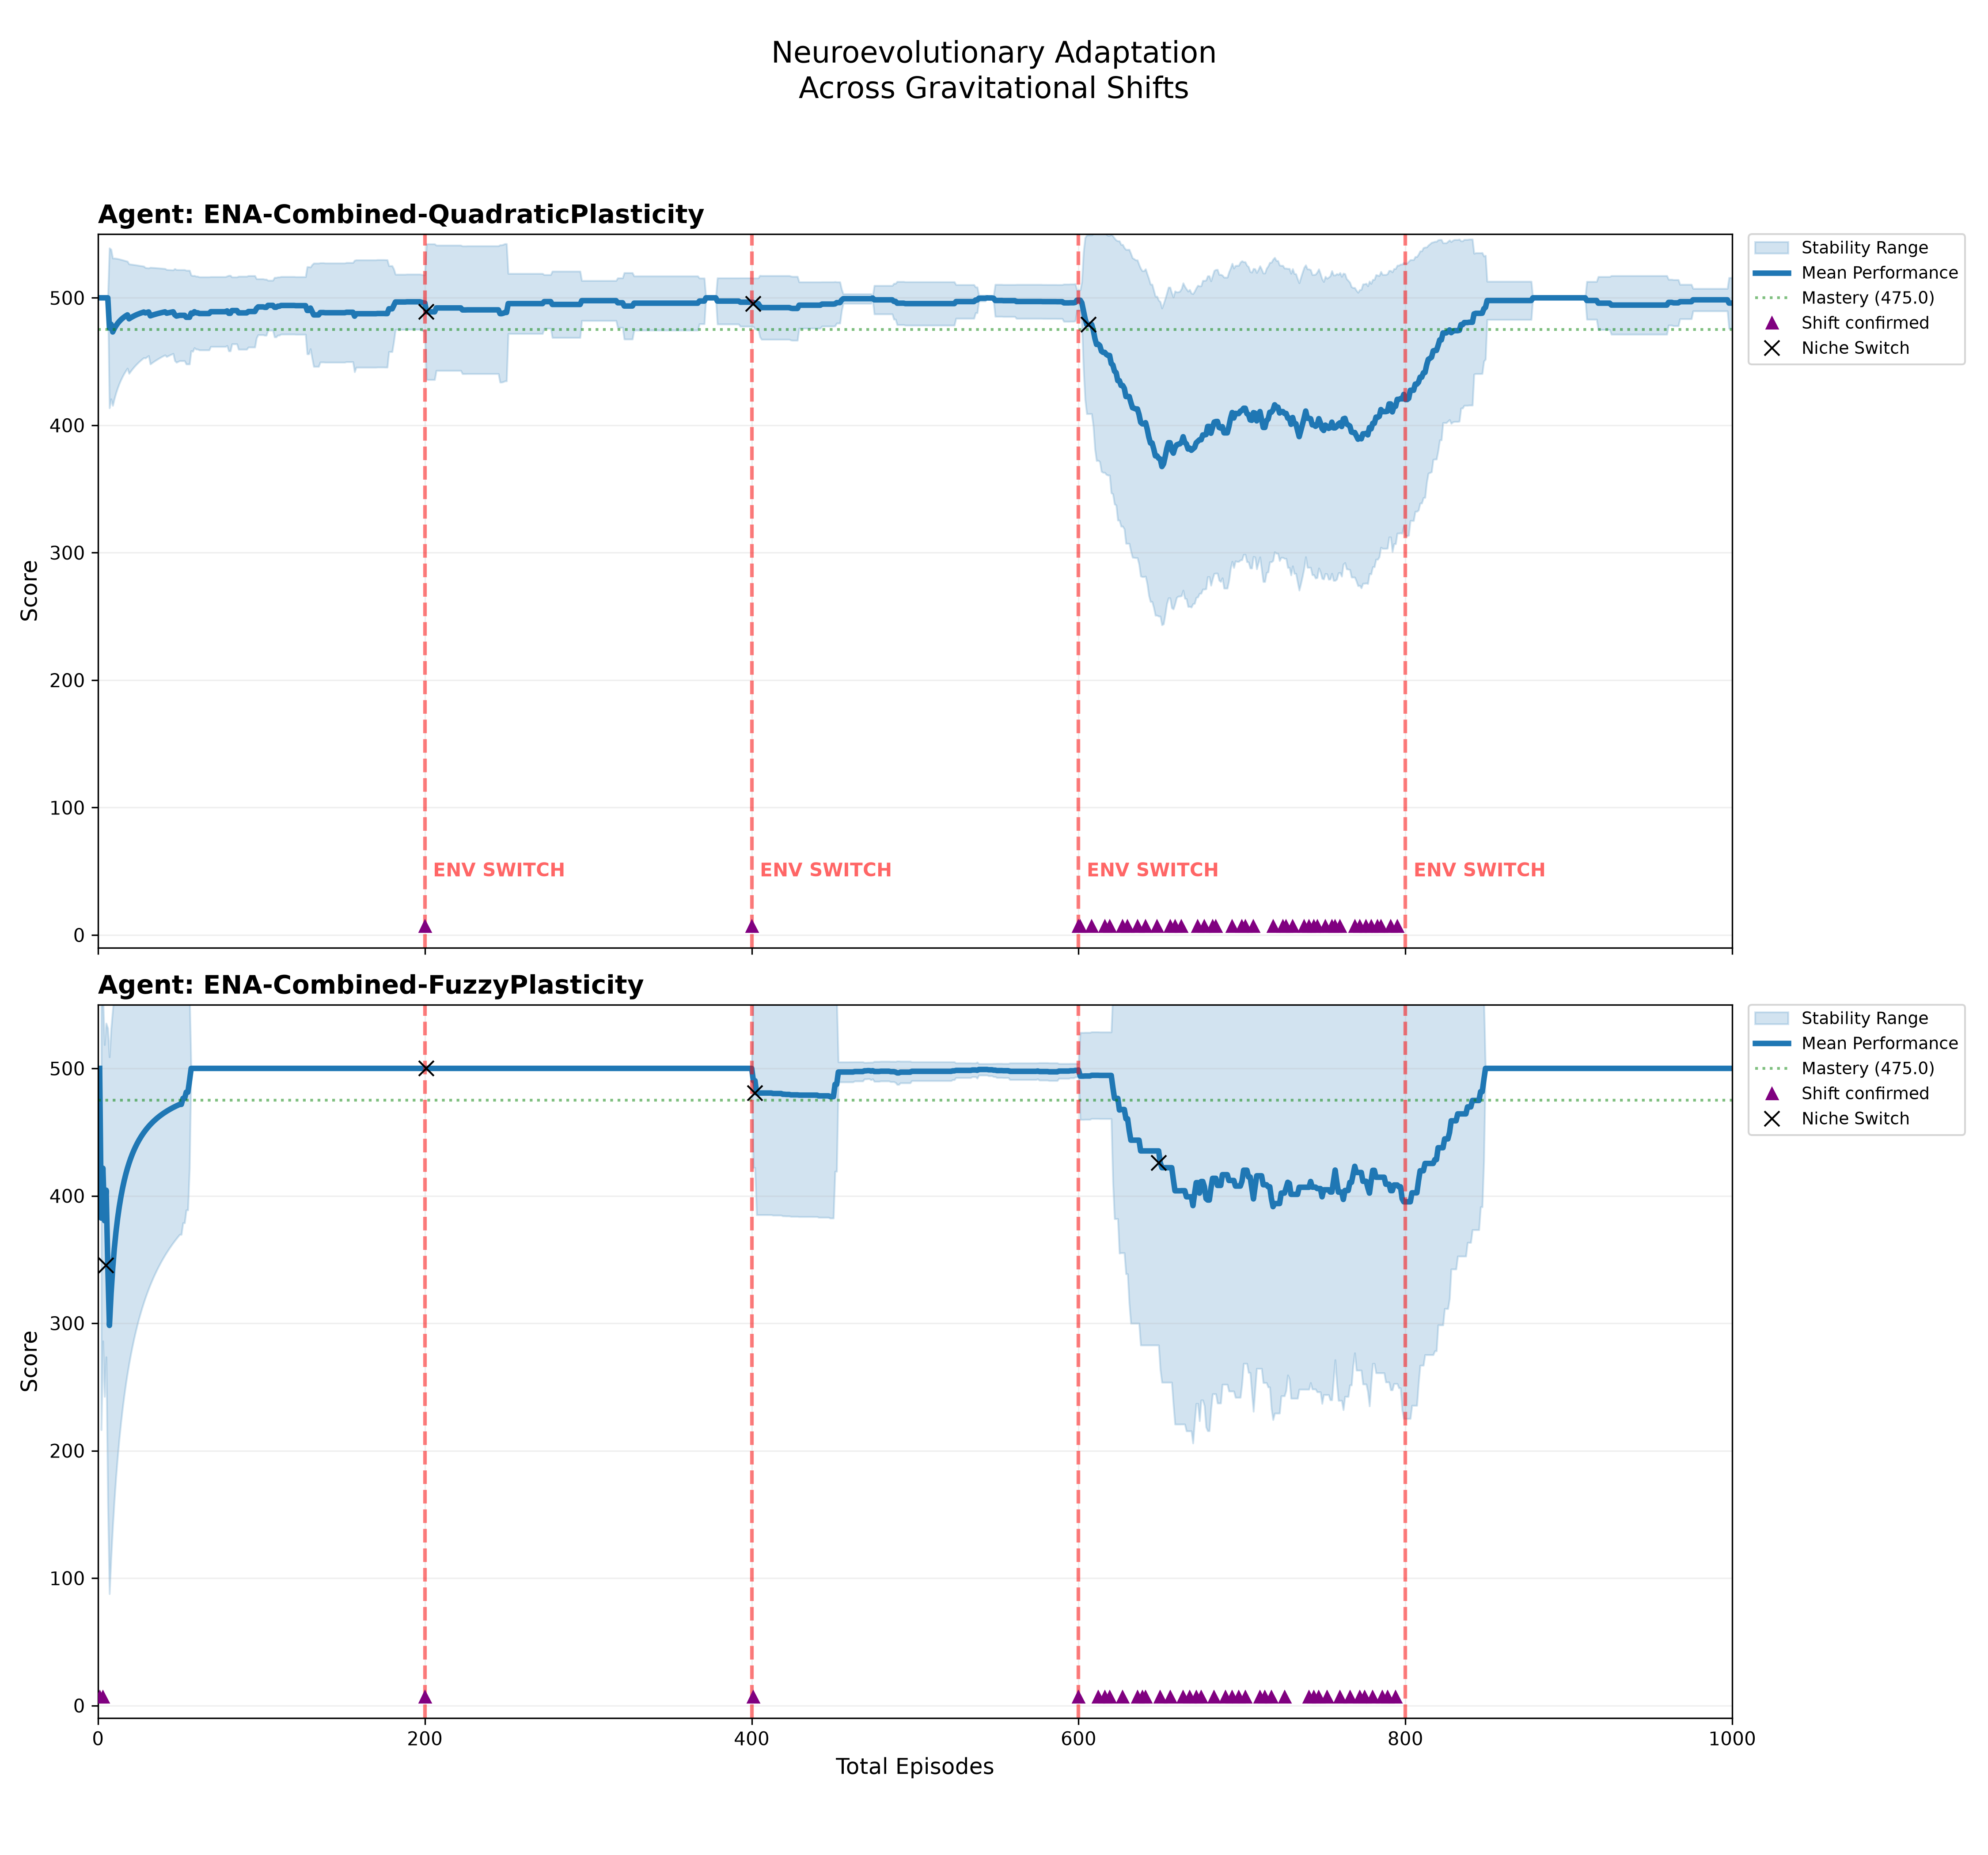 Neuroevolutionary Adaptation
Across Gravitational Shifts
Agent: ENA-Combined-QuadraticPlasticity
Score
500
400
300
200
100
0
ENV SWITCH
ENV SWITCH
ENV SWITCH
ENV SWITCH
Stability Range
Mean Performance
Mastery (475.0)
Shift confirmed
Niche Switch
Agent: ENA-Combined-FuzzyPlasticity
Score
500
400
300
200
100
0
Stability Range
Mean Performance
Mastery (475.0)
Shift confirmed
Niche Switch
0
200
400
600
800
1000
Total Episodes